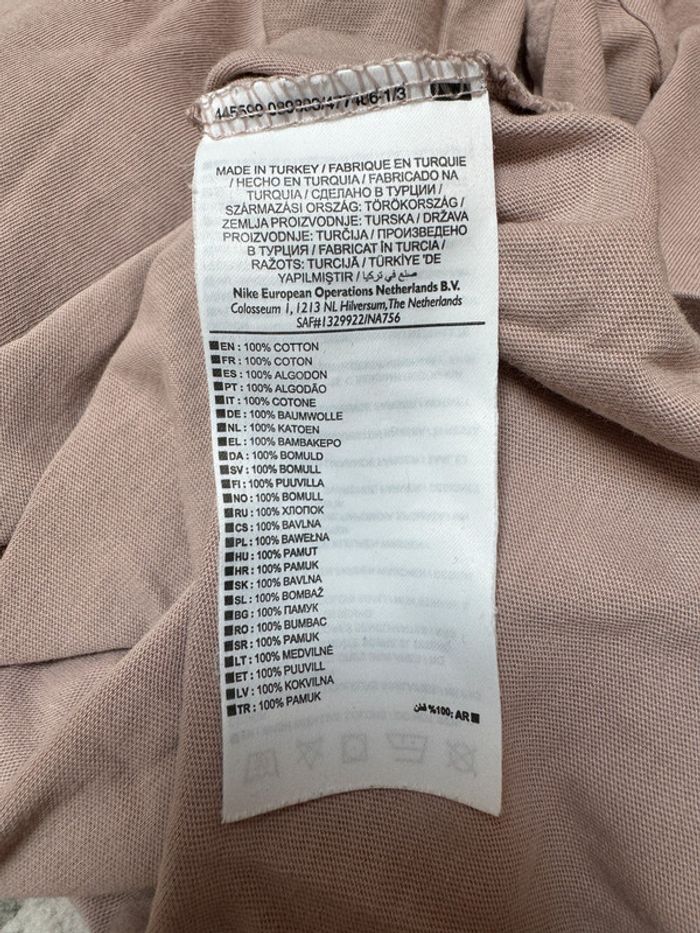 MADE IN TURKEY / FABRIQUE EN TURQUIE
/ HECHO EN TURQUIA / FABRICADO NA
TURQUIA / СДЕЛАНО В ТУРЦИИ /
SZÁRMAZÁSI ORSZÁG: TÖRÖKORSZÁG /
ZEMLJA PROIZVODNJE: TURSKA / DRŽAVA
PROIZVODNJE: TURČIJA / ПРОИЗВЕДЕНО
В ТУРЦИЯ / FABRICAT ÎN TURCIA /
RAŽOTS: TURCIJĀ / TÜRKİYE 'DE
YAPILMIŞTIR / صنع في تركيا
Nike European Operations Netherlands B.V.
Colosseum 1, 1213 NL Hilversum,The Netherlands
SAF#1329922/NA756
EN : 100% COTTON
FR : 100% COTON
ES : 100% ALGODON
PT : 100% ALGODÃO
IT : 100% COTONE
DE : 100% BAUMWOLLE
NL : 100% KATOEN
EL : 100% ΒΑΜΒΑΚΕΡΟ
DA : 100% BOMULD
SV : 100% BOMULL
FI : 100% PUUVILLA
NO : 100% BOMULL
RU : 100% ХЛОПОК
CS : 100% BAVLNA
PL : 100% BAWEŁNA
HU : 100% PAMUT
HR : 100% PAMUK
SK : 100% BAVLNA
SL : 100% BOMBAŽ
BG : 100% ПАМУК
RO : 100% BUMBAC
SR : 100% PAMUK
LT : 100% MEDVILNĖ
ET : 100% PUUVILL
LV : 100% KOKVILNA
TR : 100% PAMUK
قطن %100: AR